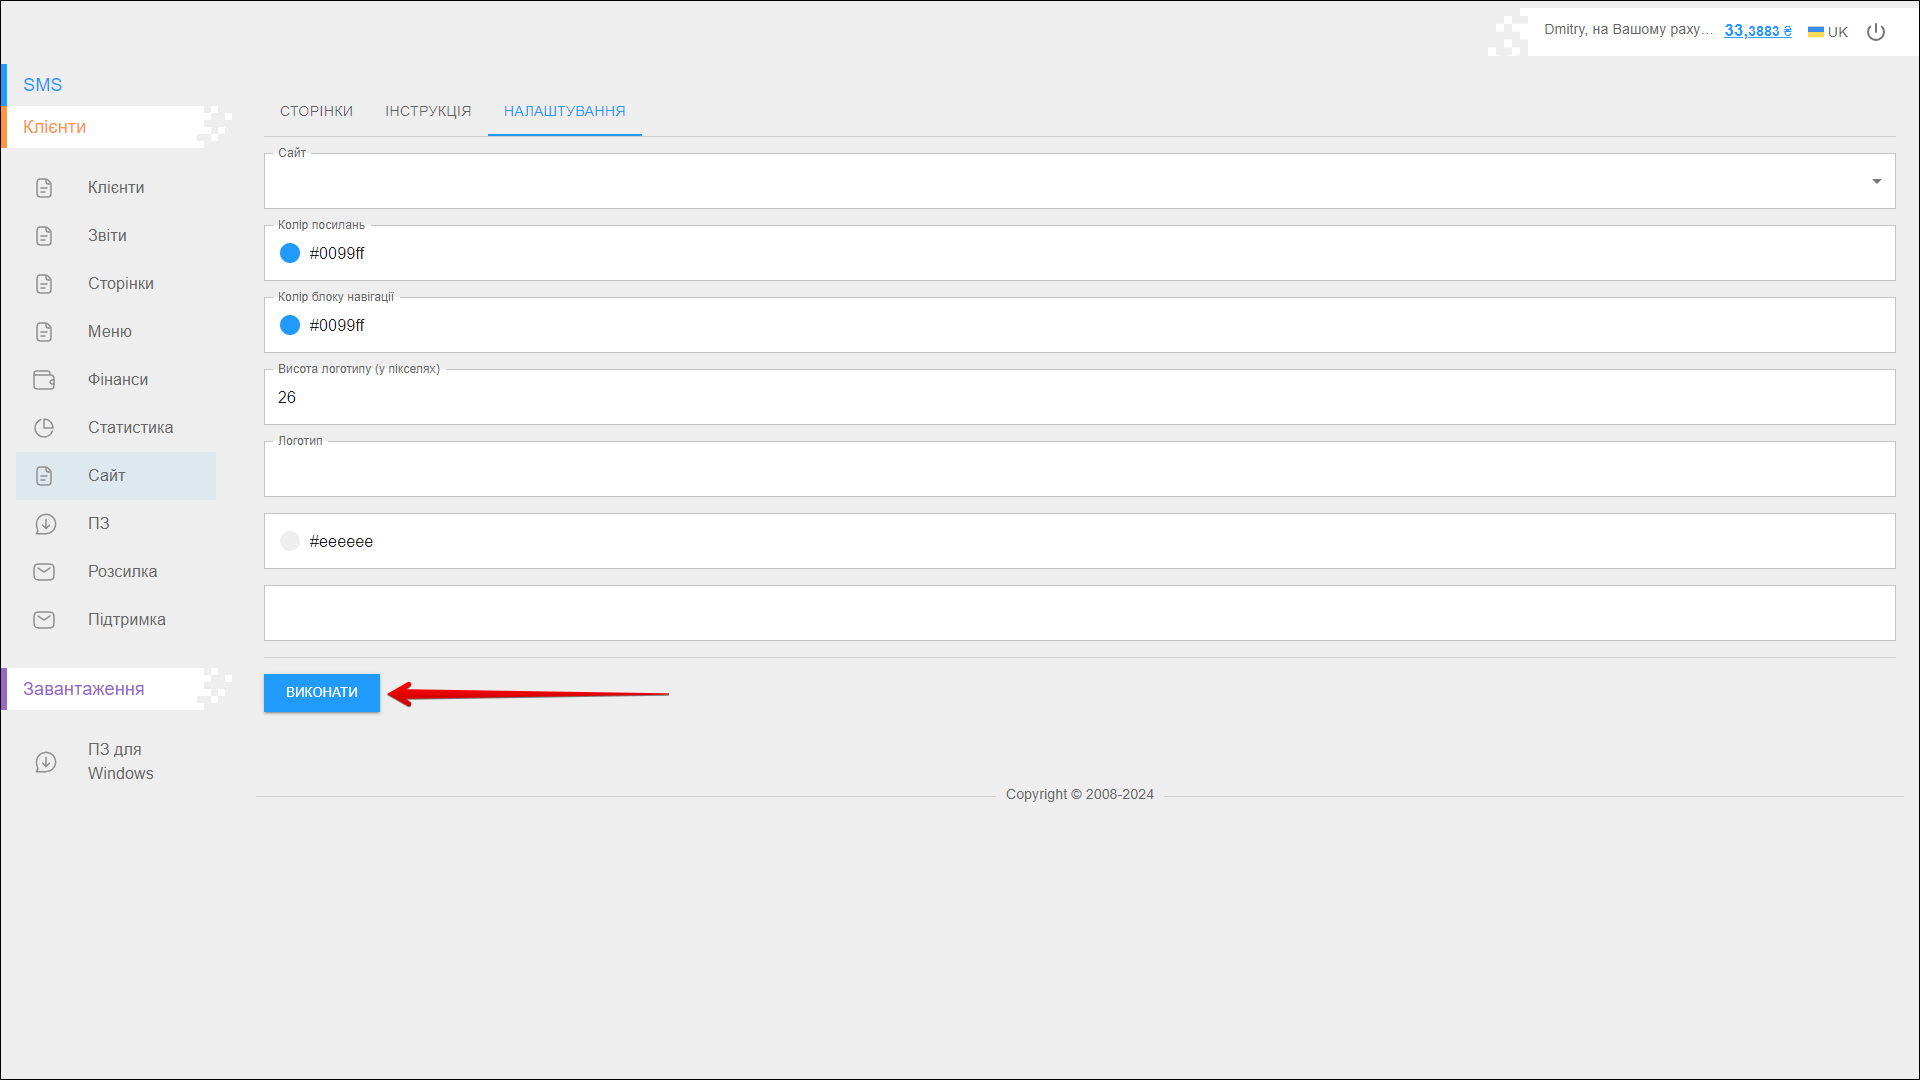 Dmitry, на Вашому раху... 33,3883 ₴ UK
SMS
Клієнти
Клієнти
Звіти
Сторінки
Меню
Фінанси
Статистика
Сайт
ПЗ
Розсилка
Підтримка
Завантаження
ПЗ для
Windows
СТОРІНКИ ІНСТРУКЦІЯ НАЛАШТУВАННЯ
Сайт
Колір посилань
#0099ff
Колір блоку навігації
#0099ff
Висота логотипу (у пікселях)
26
Логотип
#eeeeee
ВИКОНАТИ
Copyright © 2008-2024